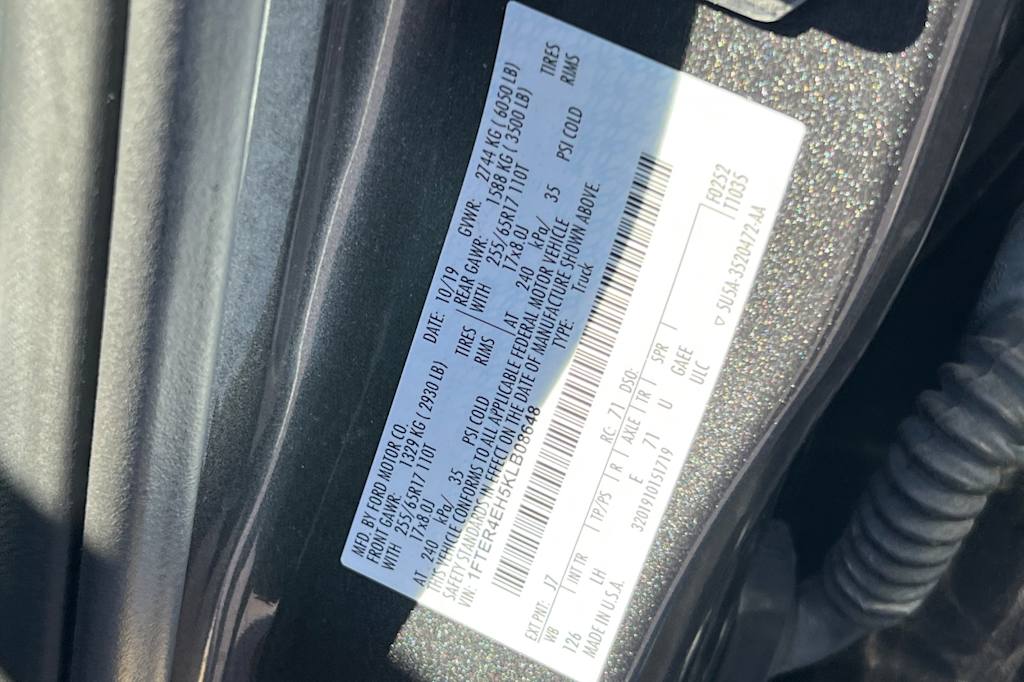 MFD. BY FORD MOTOR CO.
DATE: 10/19 GVWR: 2744 KG ( 6050 LB)
FRONT GAWR: 1329 KG ( 2930 LB) REAR GAWR: 1588 KG ( 3500 LB)
WITH 255/65R17 110T TIRES WITH 255/65R17 110T TIRES
17x8.0J RIMS 17x8.0J RIMS
AT 240 kPa/ 35 PSI COLD AT 240 kPa/ 35 PSI COLD
THIS VEHICLE CONFORMS TO ALL APPLICABLE FEDERAL MOTOR VEHICLE
SAFETY STANDARDS IN EFFECT ON THE DATE OF MANUFACTURE SHOWN ABOVE.
VIN: 1FTER4EH5KLB08648 TYPE: Truck
F0252
T1035
EXT PNT: J7 RC: 71 DSO:
WB INT TR TP/PS R AXLE TR SPR
126 LH E 71 U GAEE
MADE IN U.S.A. 3201910151719 ULC
▽ 5U5A-3520472-AA